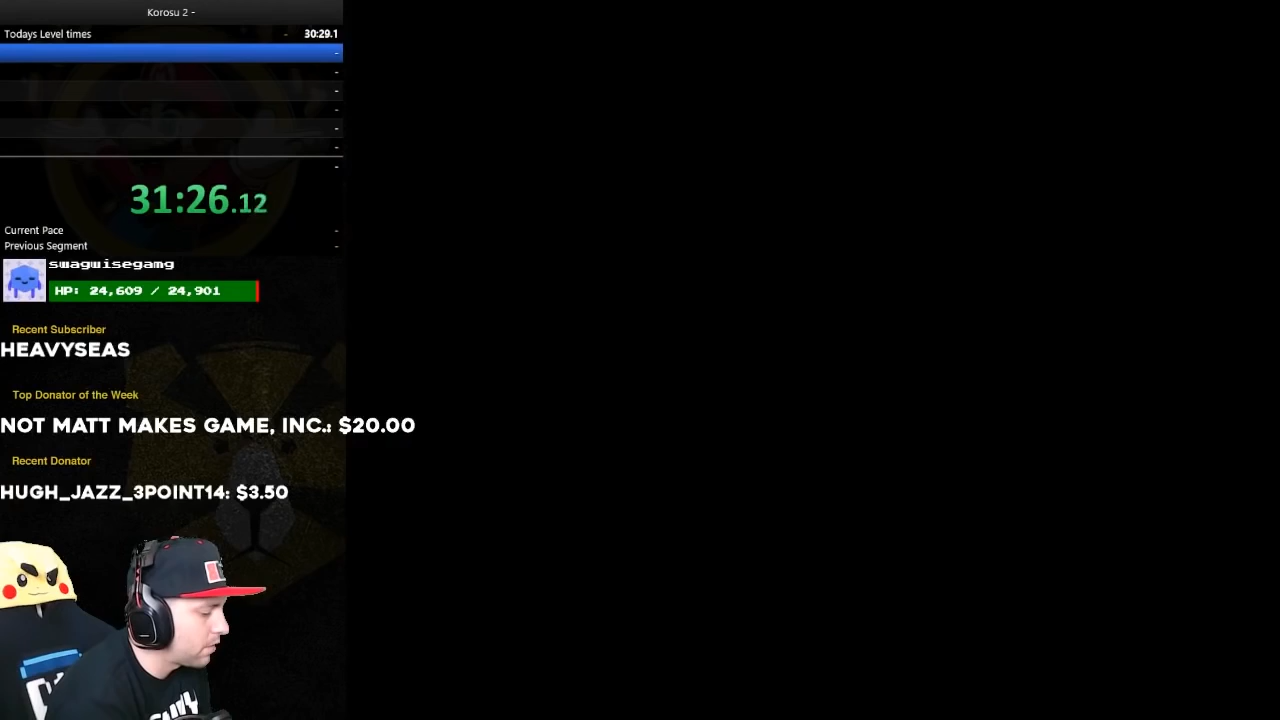 Korosu 2 -
Todays Level times - 30:29.1
-
-
-
-
-
-
-
31:26.12
Current Pace -
Previous Segment -
swagwisegamg
HP: 24,609 / 24,901
Recent Subscriber
HEAVYSEAS
Top Donator of the Week
NOT MATT MAKES GAME, INC.: $20.00
Recent Donator
HUGH_JAZZ_3POINT14: $3.50